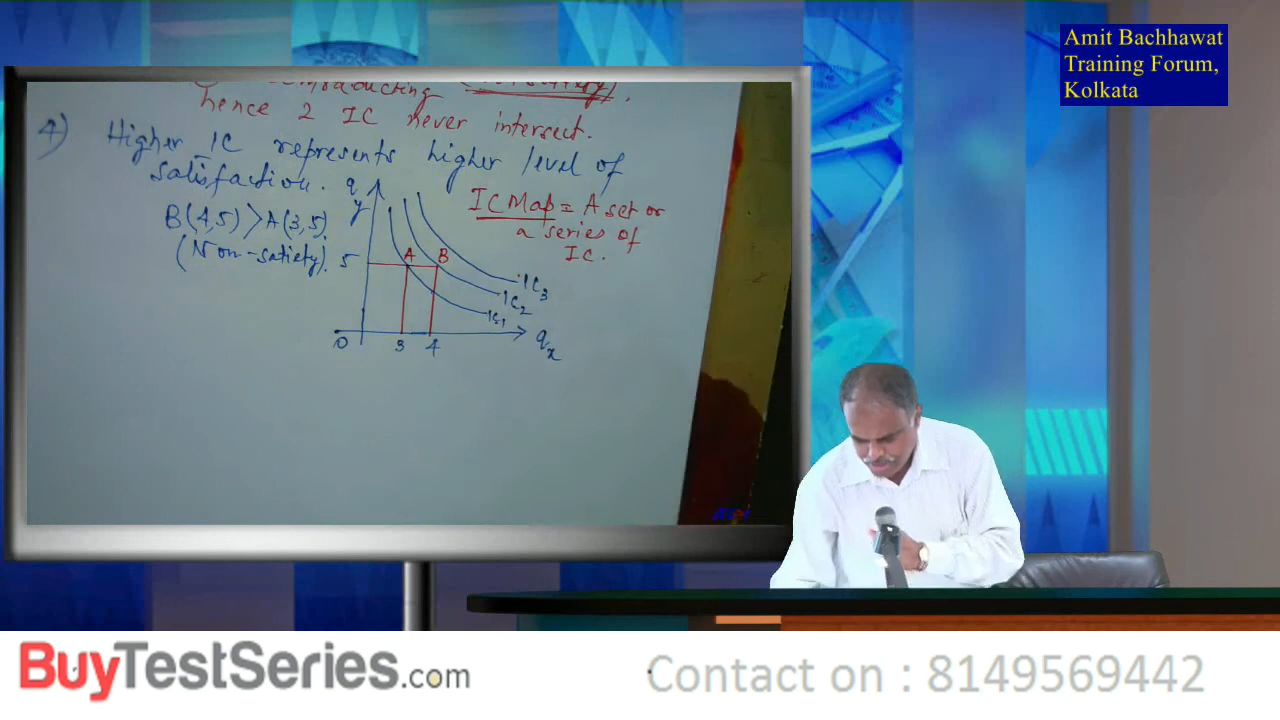 Amit Bachhawat
Training Forum,
Kolkata
hence 2 IC never intersect.
4) Higher IC represents higher level of
satisfaction.
B(4,5) > A(3,5)
(Non-satiety).
IC Map = A set or
a series of
IC.
q y
5
A B
IC3
IC2
IC1
0 3 4 q x
BuyTestSeries.com
Contact on : 8149569442